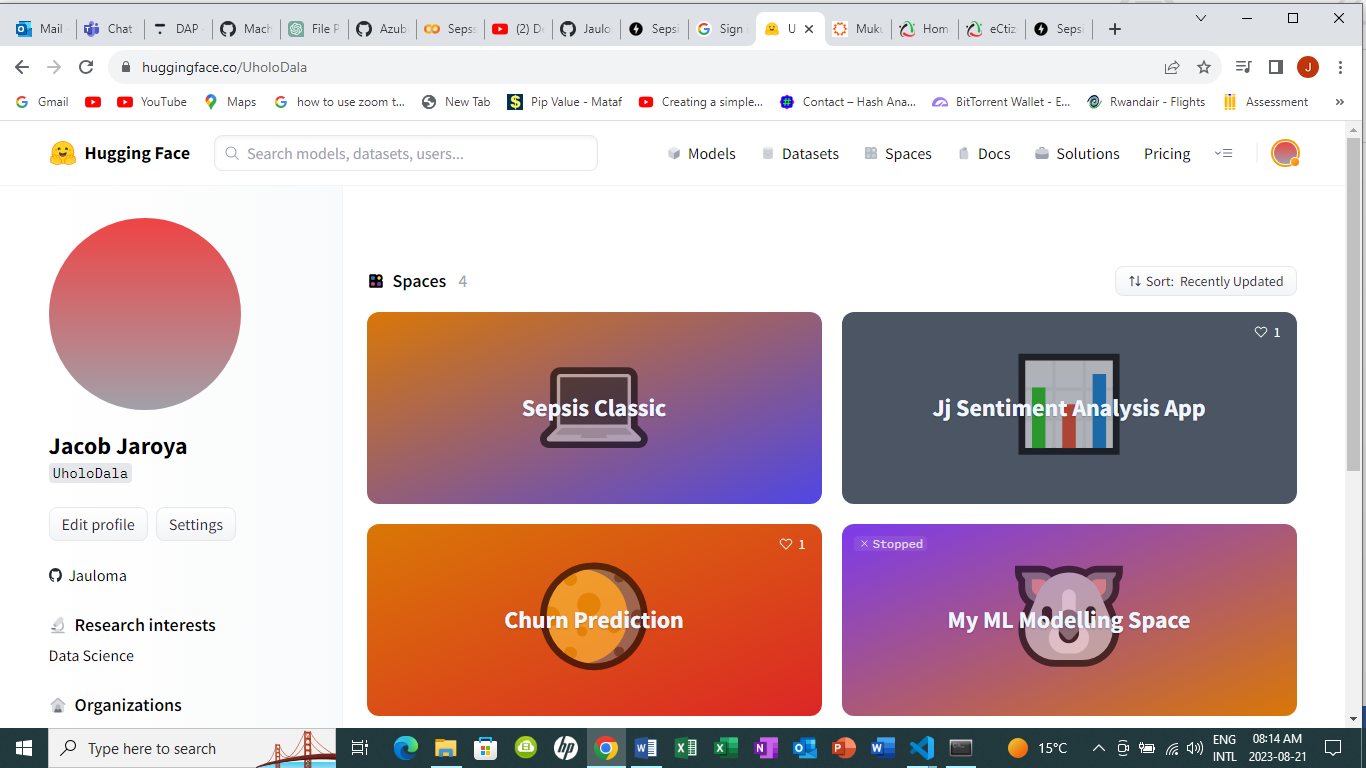 Mail Chat DAP Mach File P Azub Sepss (2) D Jaulo Sepsi Sign U Muku Hom eCtiz Seps
huggingface.co/UholoDala J
Gmail YouTube Maps how to use zoom t... New Tab Pip Value - Mataf Creating a simple... Contact – Hash Ana... BitTorrent Wallet - E... Rwandair - Flights Assessment »
Hugging Face Search models, datasets, users... Models Datasets Spaces Docs Solutions Pricing
Spaces 4 Sort: Recently Updated
Sepsis Classic
1
Jj Sentiment Analysis App
Jacob Jaroya
UholoDala
Edit profile Settings
Jauloma
Research interests
Data Science
Organizations
1
Churn Prediction
Stopped
My ML Modelling Space
Type here to search 15°C ENG INTL 08:14 AM 2023-08-21